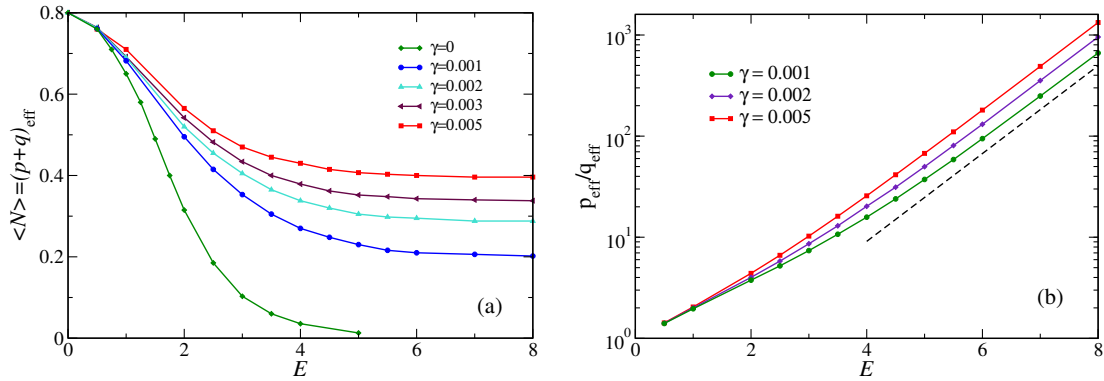 0.8
0.6
0.4
0.2
0
<N>=(p+q)eff
γ=0
γ=0.001
γ=0.002
γ=0.003
γ=0.005
(a)
0 2 4 6 8
E
10³
10²
10¹
10⁰
peff/qeff
γ = 0.001
γ = 0.002
γ = 0.005
(b)
0 2 4 6 8
E